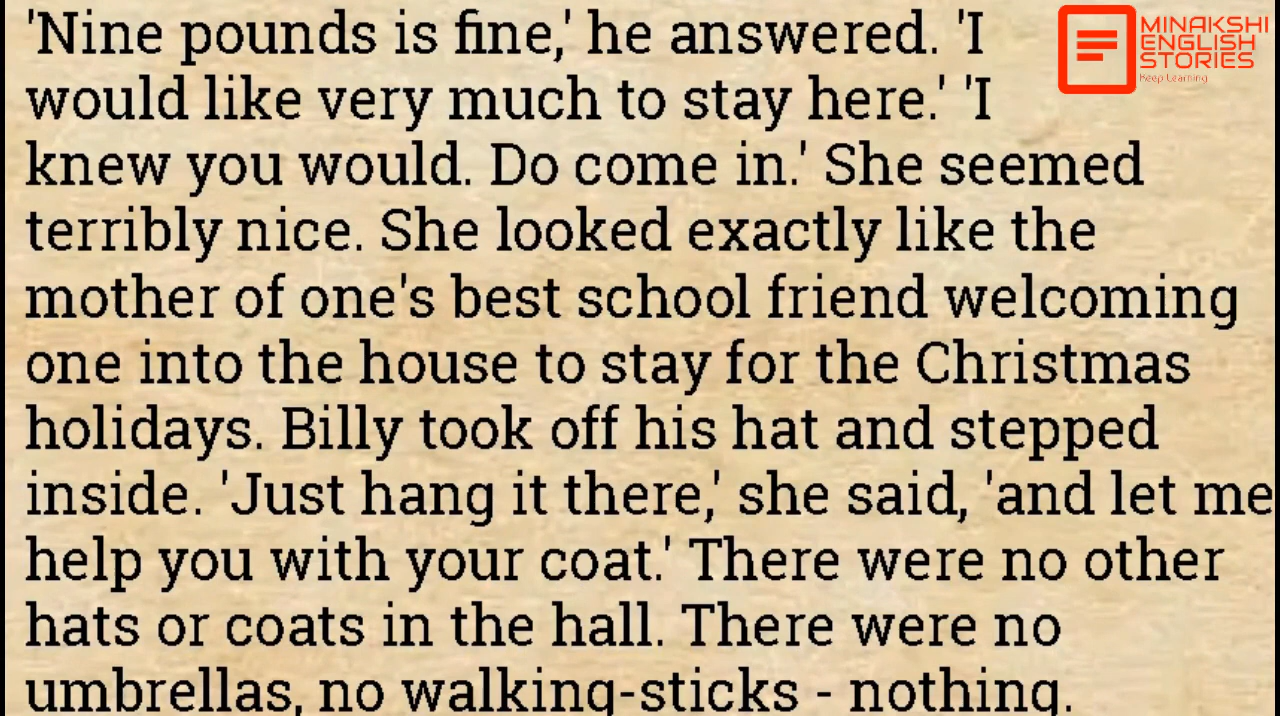 'Nine pounds is fine,' he answered. 'I
would like very much to stay here.' 'I
knew you would. Do come in.' She seemed
terribly nice. She looked exactly like the
mother of one's best school friend welcoming
one into the house to stay for the Christmas
holidays. Billy took off his hat and stepped
inside. 'Just hang it there,' she said, 'and let me
help you with your coat.' There were no other
hats or coats in the hall. There were no
umbrellas, no walking-sticks - nothing.
MINAKSHI
ENGLISH
STORIES
Keep Learning